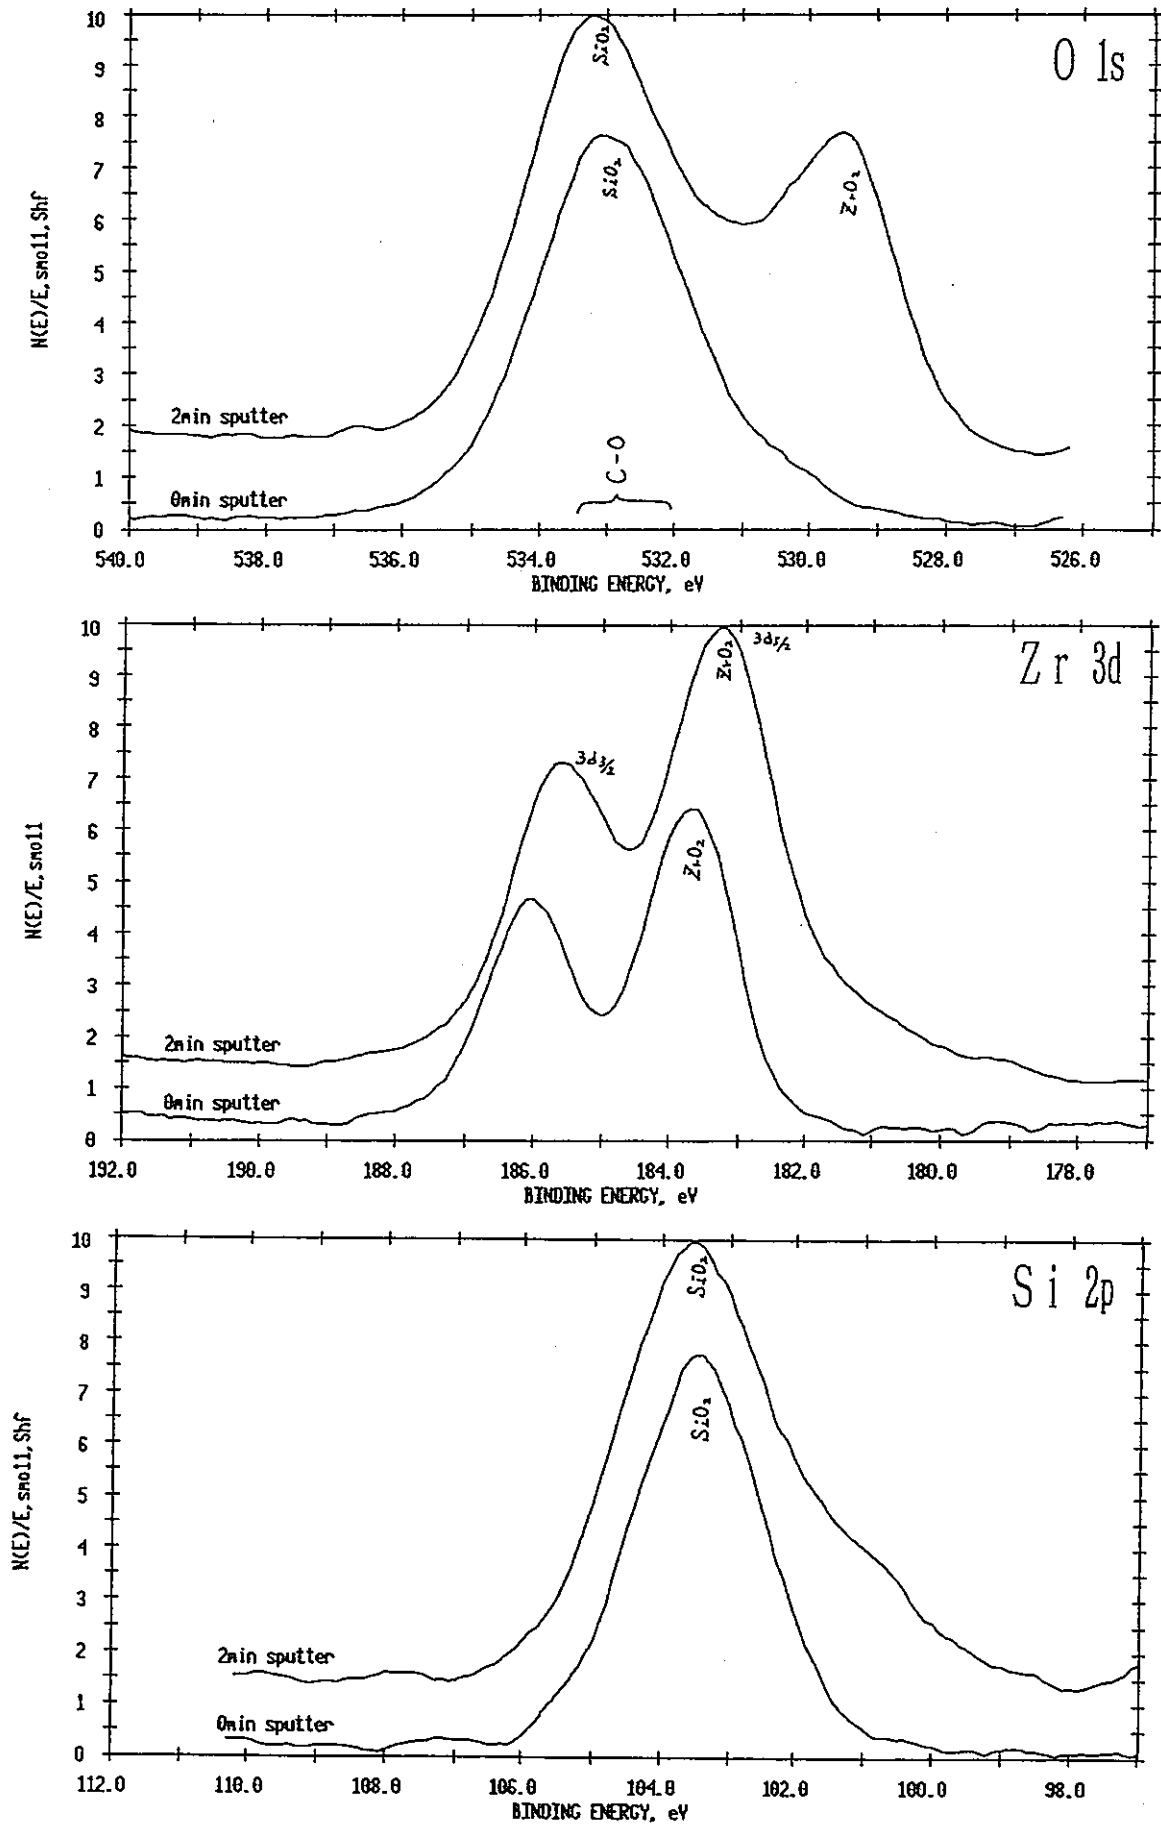 10
O 1s
9
8
7
6
5
4
3
2
1
0
N(E)/E,smo11,Shf
SiO₂
SiO₂
ZrO₂
C-O
2min sputter
0min sputter
540.0 538.0 536.0 534.0 532.0 530.0 528.0 526.0
BINDING ENERGY, eV
10
Zr 3d
9
8
7
6
5
4
3
2
1
0
N(E)/E,smo11
3d5/2
ZrO₂
3d3/2
ZrO₂
2min sputter
0min sputter
192.0 190.0 188.0 186.0 184.0 182.0 180.0 178.0
BINDING ENERGY, eV
10
Si 2p
9
8
7
6
5
4
3
2
1
0
N(E)/E,smo11,Shf
SiO₂
SiO₂
2min sputter
0min sputter
112.0 110.0 108.0 106.0 104.0 102.0 100.0 98.0
BINDING ENERGY, eV